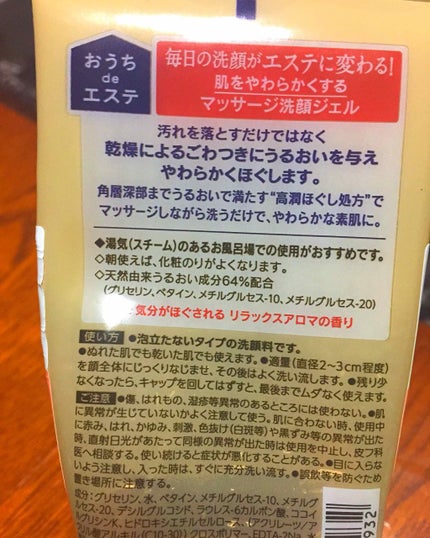 おうち
de
エステ
毎日の洗顔がエステに変わる!
肌をやわらかくする
マッサージ洗顔ジェル
汚れを落とすだけではなく
乾燥によるごわつきにうるおいを与え
やわらかくほぐします。
角層深部までうるおいで満たす"高潤ほぐし処方"で
マッサージしながら洗うだけで、やわらかな素肌に。
◆湯気(スチーム)のあるお風呂場での使用がおすすめです。
◇朝使えば、化粧のりがよくなります。
◇天然由来うるおい成分64%配合
(グリセリン、ベタイン、メチルグルセス-10、メチルグルセス-20)
気分がほぐされる リラックスアロマの香り
使い方 ●泡立たないタイプの洗顔料です。
●ぬれた肌でも乾いた肌でも使えます。●適量(直径2~3cm程度)
を顔全体にじっくりなじませ、その後はよく洗い流します。●残り少
なくなったら、キャップを回してはずすと、最後までムダなく使えます。
ご注意 ●傷、はれもの、湿疹等異常のあるところには使わない。●肌
に異常が生じていないかよく注意して使う。肌に合わない時、使用中
に赤み、はれ、かゆみ、刺激、色抜け(白斑等)や黒ずみ等の異常が出た
時、直射日光があたって同様の異常が出た時は使用を中止し、皮フ科
医へ相談する。使い続けると症状が悪化することがある。●目に入らな
いよう注意し、入った時は、すぐに充分洗い流す。●誤飲等を防ぐため
置き場所に注意する。
成分:グリセリン、水、ベタイン、メチルグルセス-10、メチルグ
ルセス-20、デシルグルコシド、ラウレス-6カルボン酸、ココイ
ルグリシンK、ヒドロキシエチルセルロース、(アクリレーツ/ア
クリル酸アルキル(C10-30))クロスポリマー、EDTA-2Na、水
932